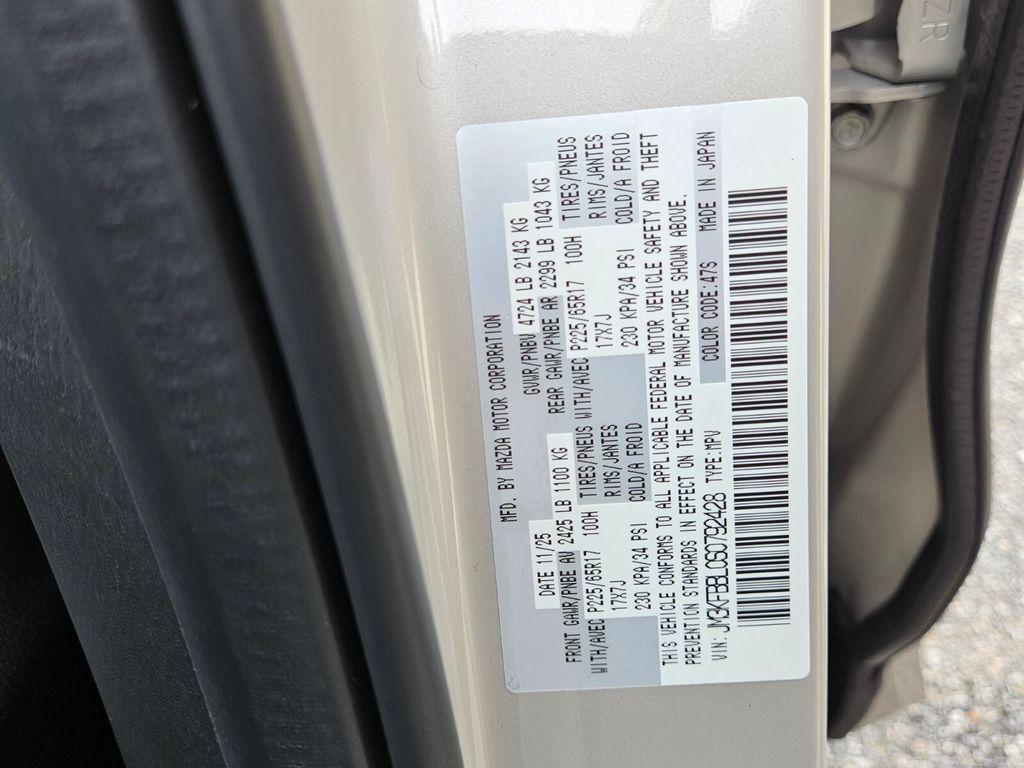 MFD. BY MAZDA MOTOR CORPORATION
DATE 11/25 GVWR/PNBV 4724 LB 2143 KG
FRONT GAWR/PNBE AV 2425 LB 1100 KG REAR GAWR/PNBE AR 2299 LB 1043 KG
WITH/AVEC P225/65R17 100H TIRES/PNEUS WITH/AVEC P225/65R17 100H TIRES/PNEUS
17X7J RIMS/JANTES 17X7J RIMS/JANTES
230 KPA/34 PSI COLD/A FROID 230 KPA/34 PSI COLD/A FROID
THIS VEHICLE CONFORMS TO ALL APPLICABLE FEDERAL MOTOR VEHICLE SAFETY AND THEFT
PREVENTION STANDARDS IN EFFECT ON THE DATE OF MANUFACTURE SHOWN ABOVE.
COLOR CODE:47S MADE IN JAPAN
VIN: JM3KFBBL0S0792428 TYPE:MPV
ZR